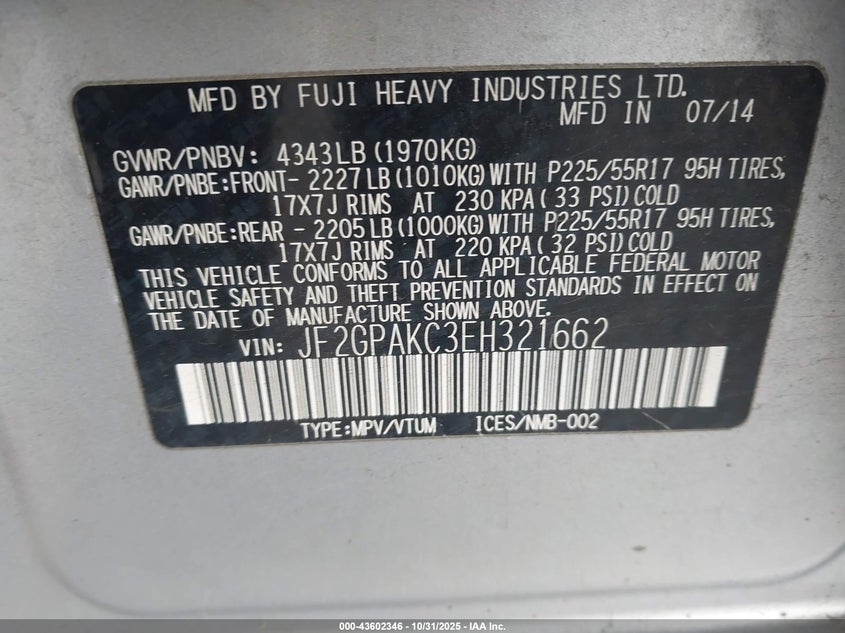 MFD BY FUJI HEAVY INDUSTRIES LTD.
MFD IN 07/14
GVWR/PNBV: 4343LB (1970KG)
GAWR/PNBE:FRONT- 2227LB (1010KG) WITH P225/55R17 95H TIRES,
17X7J RIMS AT 230 KPA ( 33 PSI) COLD
GAWR/PNBE:REAR - 2205LB (1000KG) WITH P225/55R17 95H TIRES,
17X7J RIMS AT 220 KPA ( 32 PSI) COLD
THIS VEHICLE CONFORMS TO ALL APPLICABLE FEDERAL MOTOR
VEHICLE SAFETY AND THEFT PREVENTION STANDARDS IN EFFECT ON
THE DATE OF MANUFACTURE SHOWN ABOVE.
VIN: JF2GPAKC3EH321662
TYPE:MPV/VTUM ICES/NMB-002
000-43602346 | 10/31/2025 - IAA Inc.